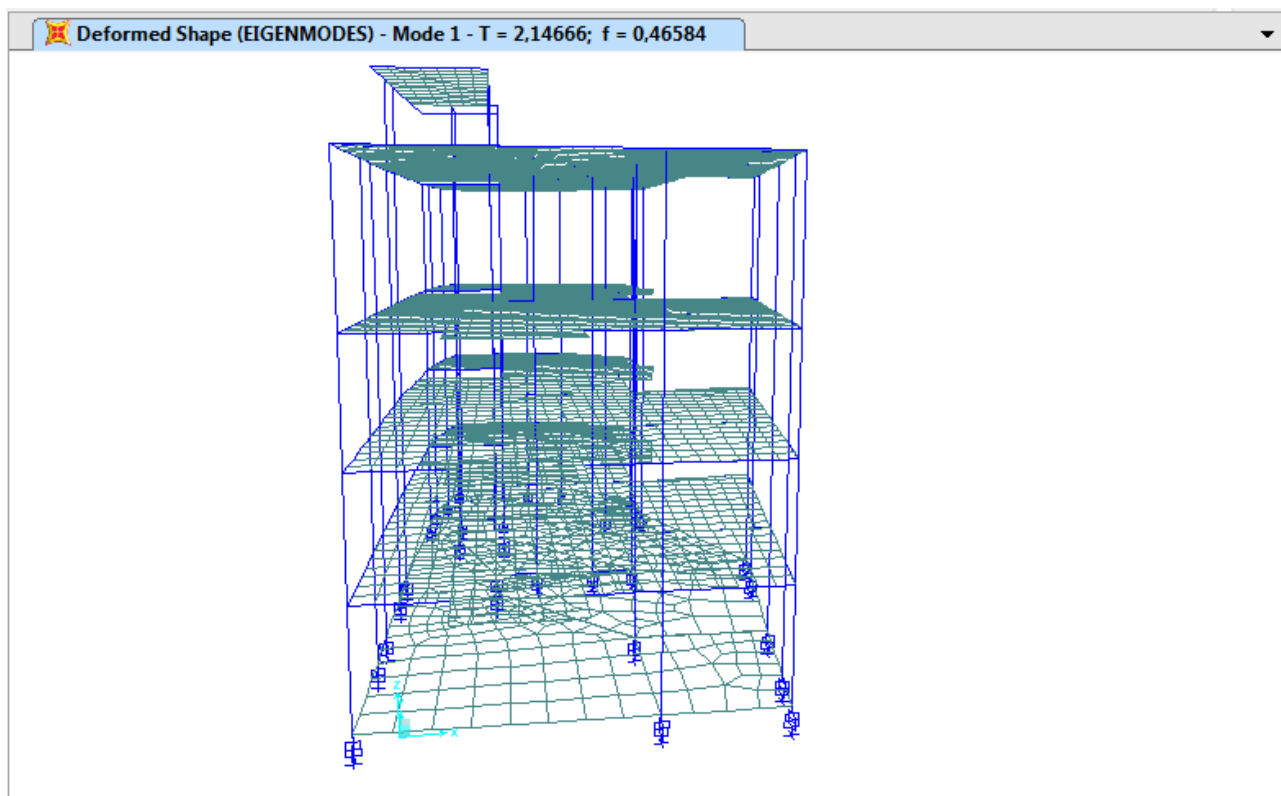 Deformed Shape (EIGENMODES) - Mode 1 - T = 2,14666; f = 0,46584
Z
X